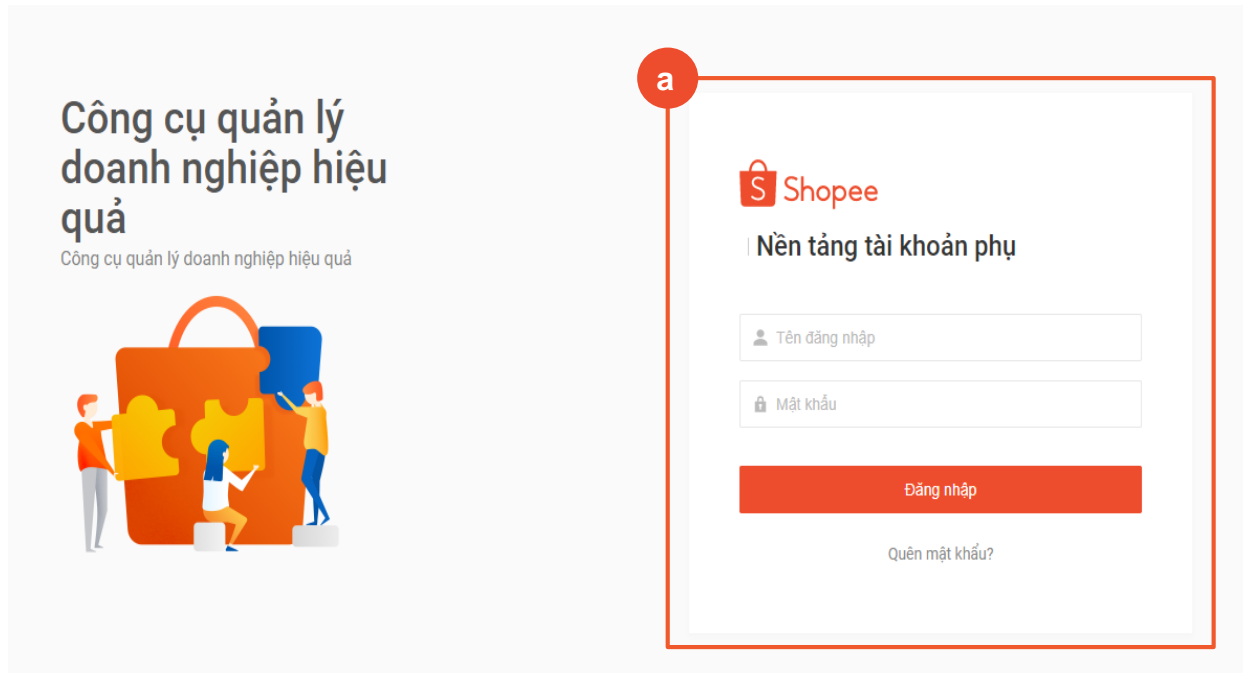 Công cụ quản lý
doanh nghiệp hiệu
quả
Công cụ quản lý doanh nghiệp hiệu quả
a
S Shopee
Nền tảng tài khoản phụ
Tên đăng nhập
Mật khẩu
Đăng nhập
Quên mật khẩu?